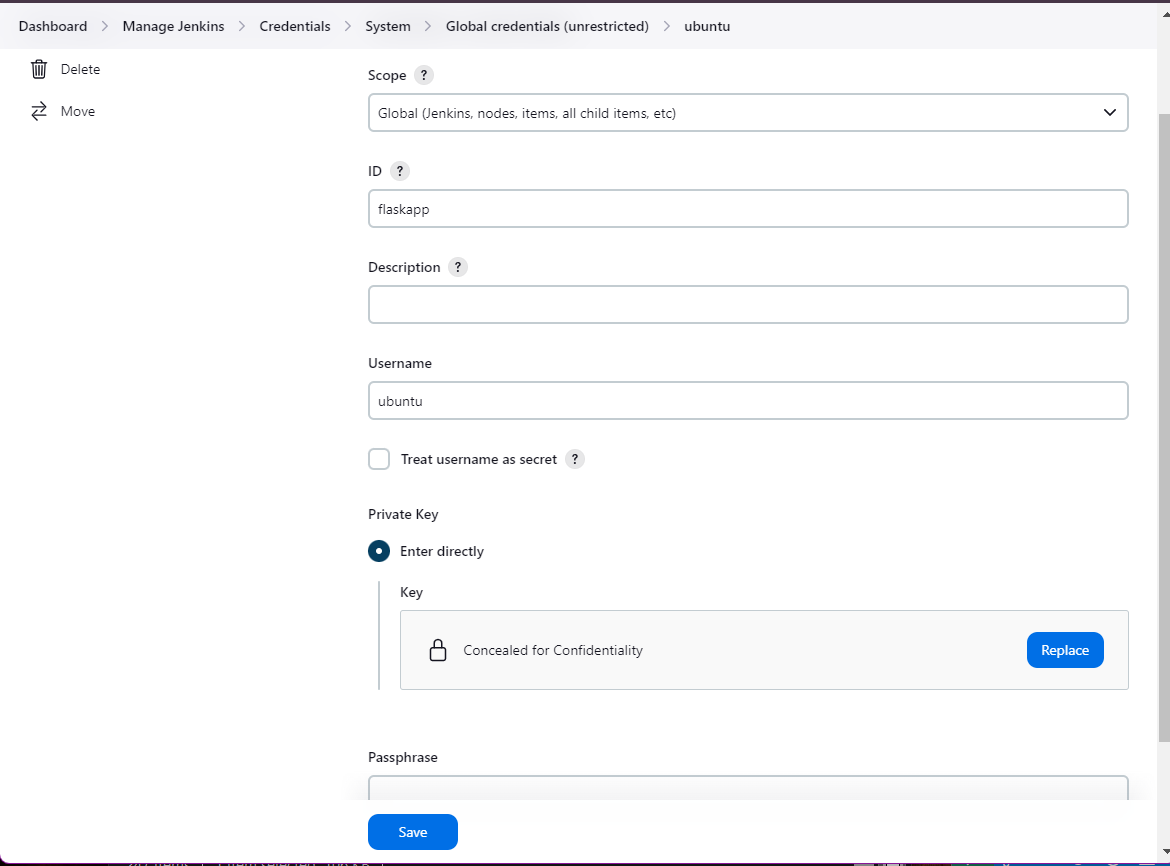 Dashboard > Manage Jenkins > Credentials > System > Global credentials (unrestricted) > ubuntu
Delete
Move
Scope ?
Global (Jenkins, nodes, items, all child items, etc)
ID ?
flaskapp
Description ?
Username
ubuntu
Treat username as secret ?
Private Key
Enter directly
Key
Concealed for Confidentiality
Replace
Passphrase
Save